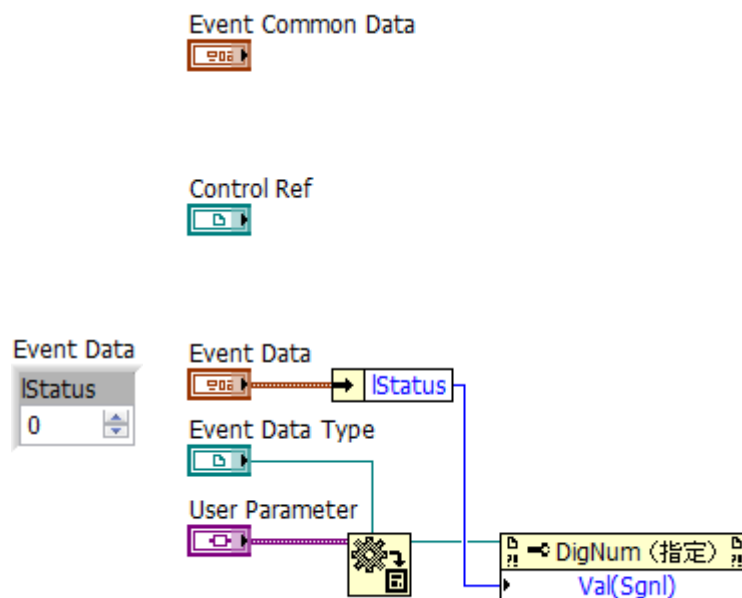 Event Common Data
Control Ref
Event Data
lStatus
0
Event Data
lStatus
Event Data Type
User Parameter
DigNum（指定）
Val(Sgnl)